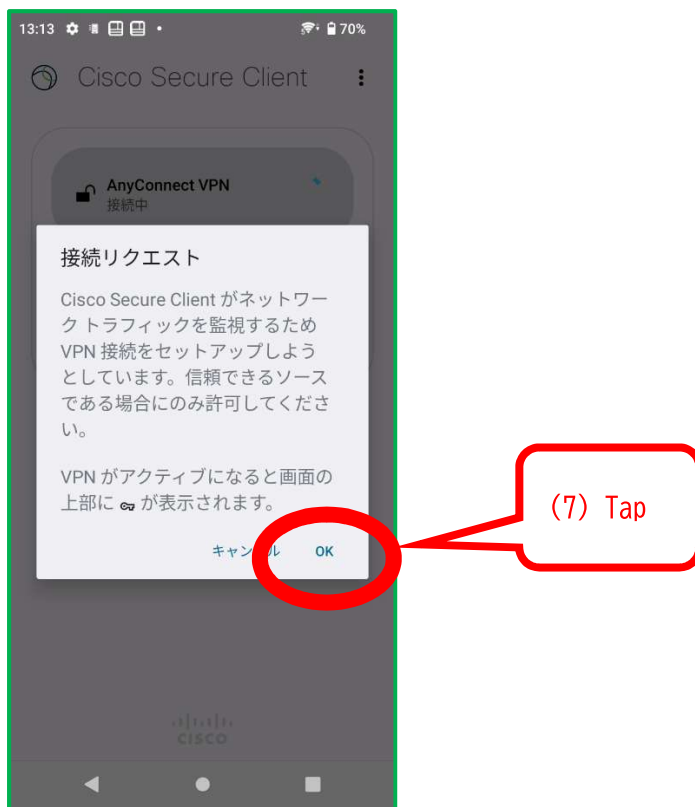 13:13
70%
Cisco Secure Client
AnyConnect VPN
接続中
接続リクエスト
Cisco Secure Client がネットワー
ク トラフィックを監視するため
VPN 接続をセットアップしよう
としています。信頼できるソース
である場合にのみ許可してくださ
い。
VPN がアクティブになると画面の
上部に が表示されます。
キャンル OK
(7) Tap
CISCO